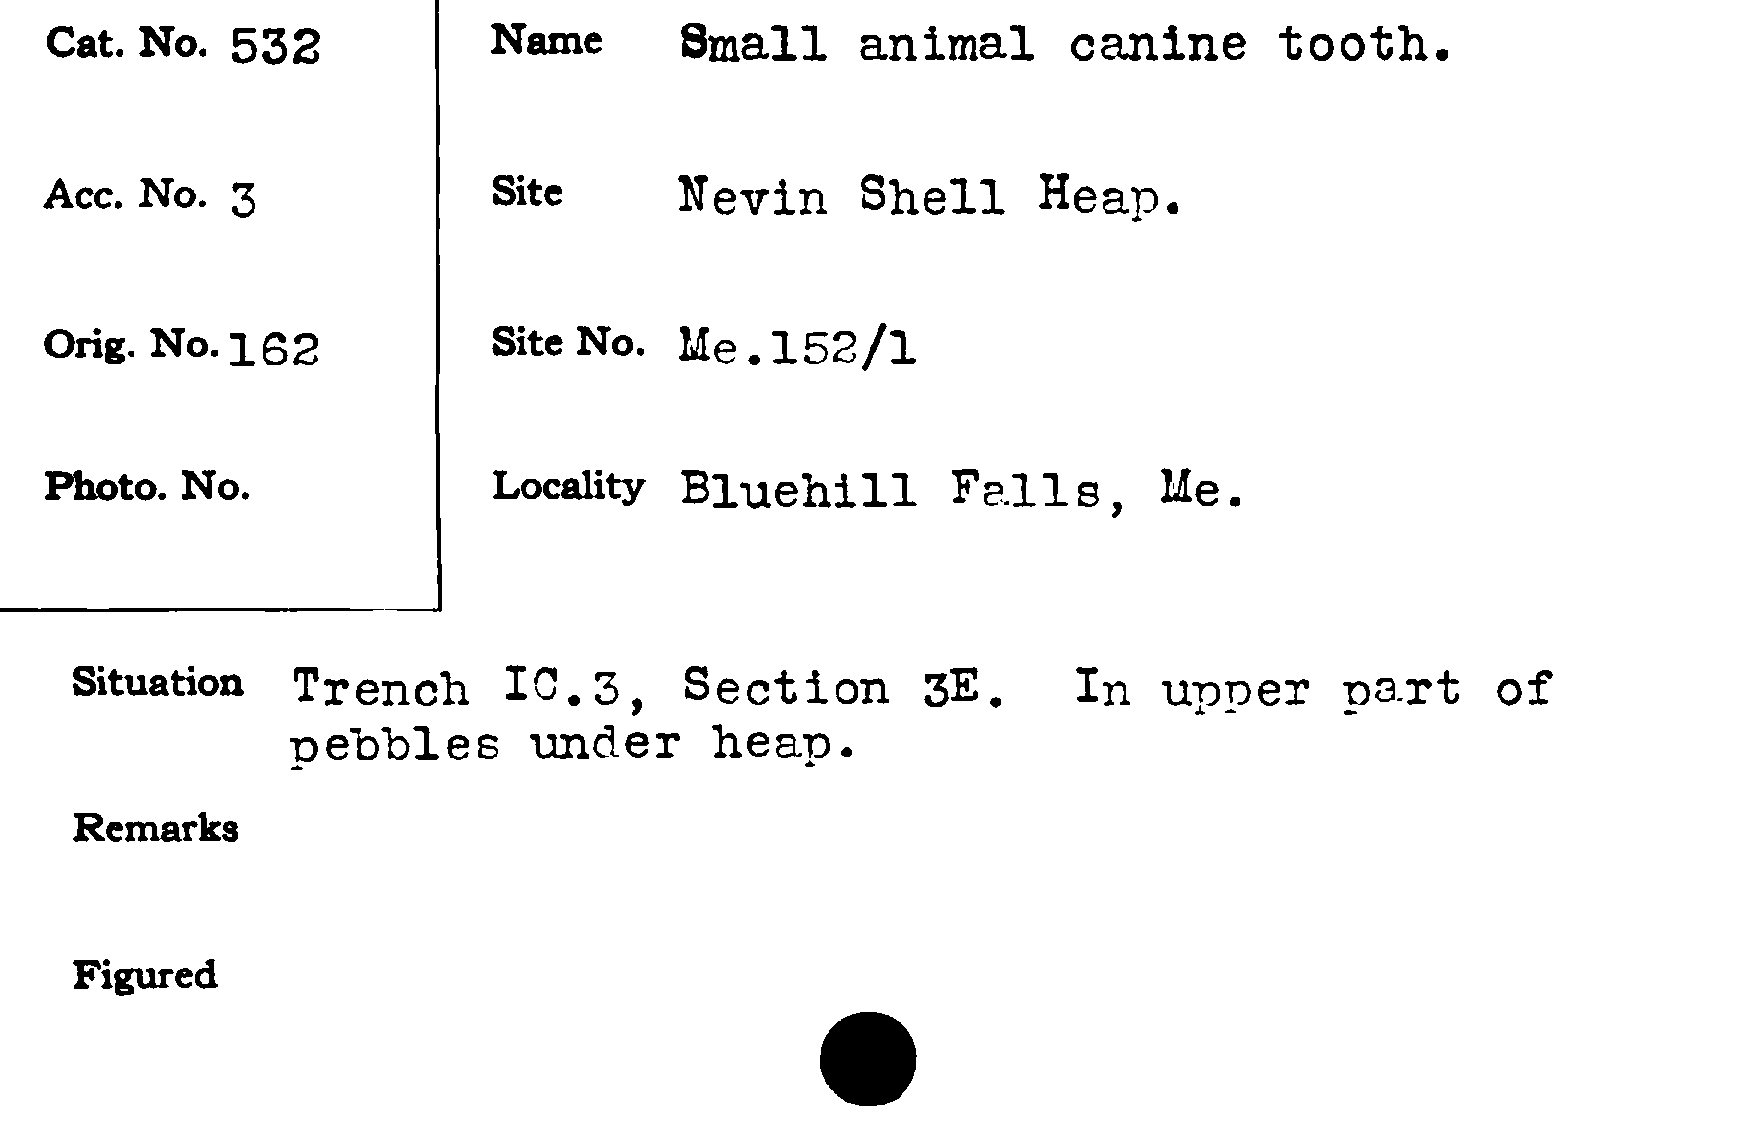 Cat. No. 532
Name Small animal canine tooth.
Acc. No. 3
Site Nevin Shell Heap.
Orig. No. 162
Site No. Me.152/1
Photo. No.
Locality Bluehill Falls, Me.
Situation Trench IC.3, Section 3E. In upper part of
pebbles under heap.
Remarks
Figured